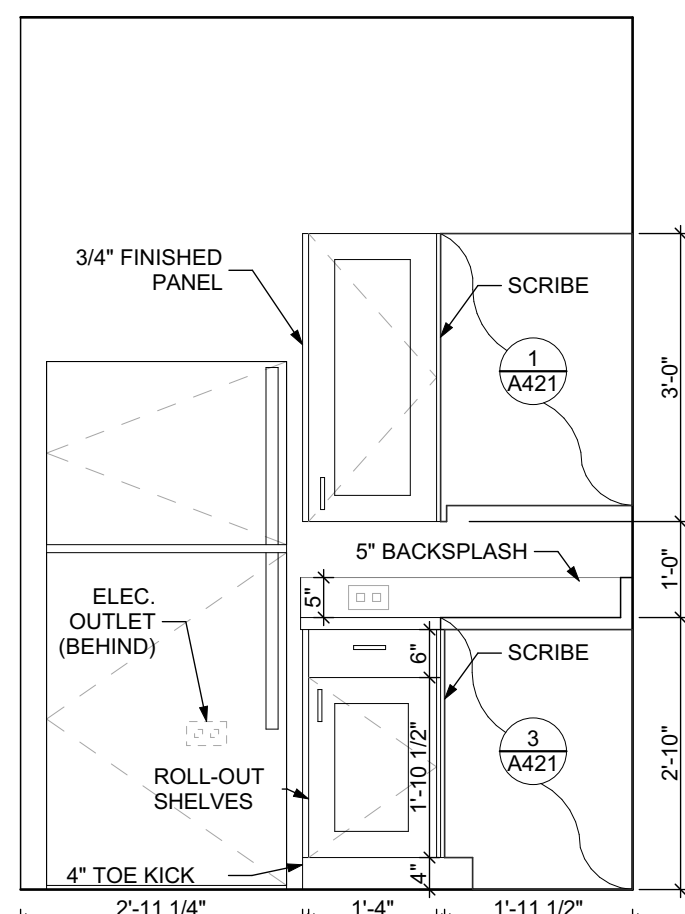 3/4" FINISHED
PANEL
SCRIBE
1
A421
3'-0"
5" BACKSPLASH
1'-0"
ELEC.
OUTLET
(BEHIND)
5"
6"
SCRIBE
3
A421
1'-10 1/2"
2'-10"
ROLL-OUT
SHELVES
4" TOE KICK
4"
2'-11 1/4"
1'-4"
1'-11 1/2"